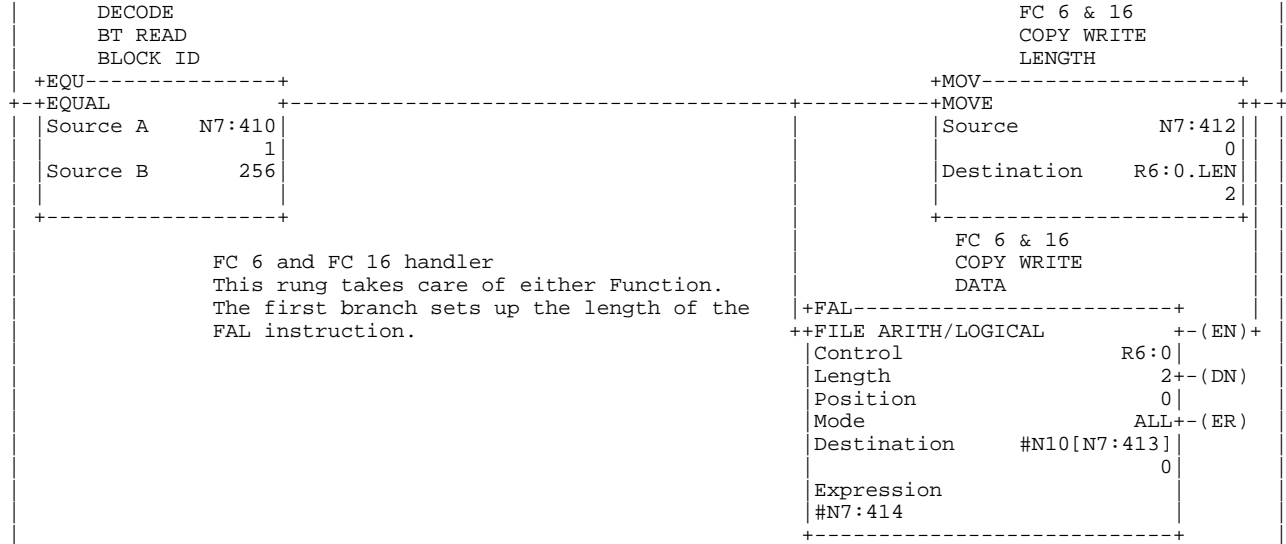 DECODE FC 6 & 16
BT READ COPY WRITE
BLOCK ID LENGTH
+EQU---------------+ +MOV--------------------+
+-+EQUAL +---------------------------------------+-----------+MOVE ++-+
|Source A N7:410| |Source N7:412|
| 1| | 0|
|Source B 256| |Destination R6:0.LEN|
| | | 2|
+------------------+ +-----------------------+
FC 6 & 16
FC 6 and FC 16 handler COPY WRITE
This rung takes care of either Function. DATA
The first branch sets up the length of the |+FAL-------------------------+
FAL instruction. ++FILE ARITH/LOGICAL +-(EN)+
|Control R6:0|
|Length 2+-(DN)
|Position 0|
|Mode ALL+-(ER)
|Destination #N10[N7:413]|
| 0|
|Expression |
|#N7:414 |
+----------------------------+